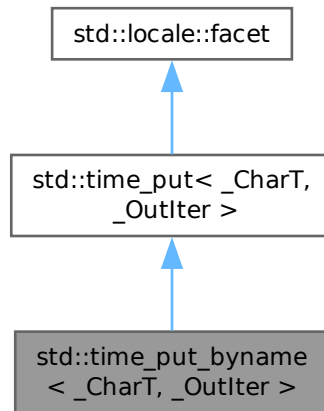 std::locale::facet
std::time_put< _CharT,
_OutIter >
std::time_put_byname
< _CharT, _OutIter >